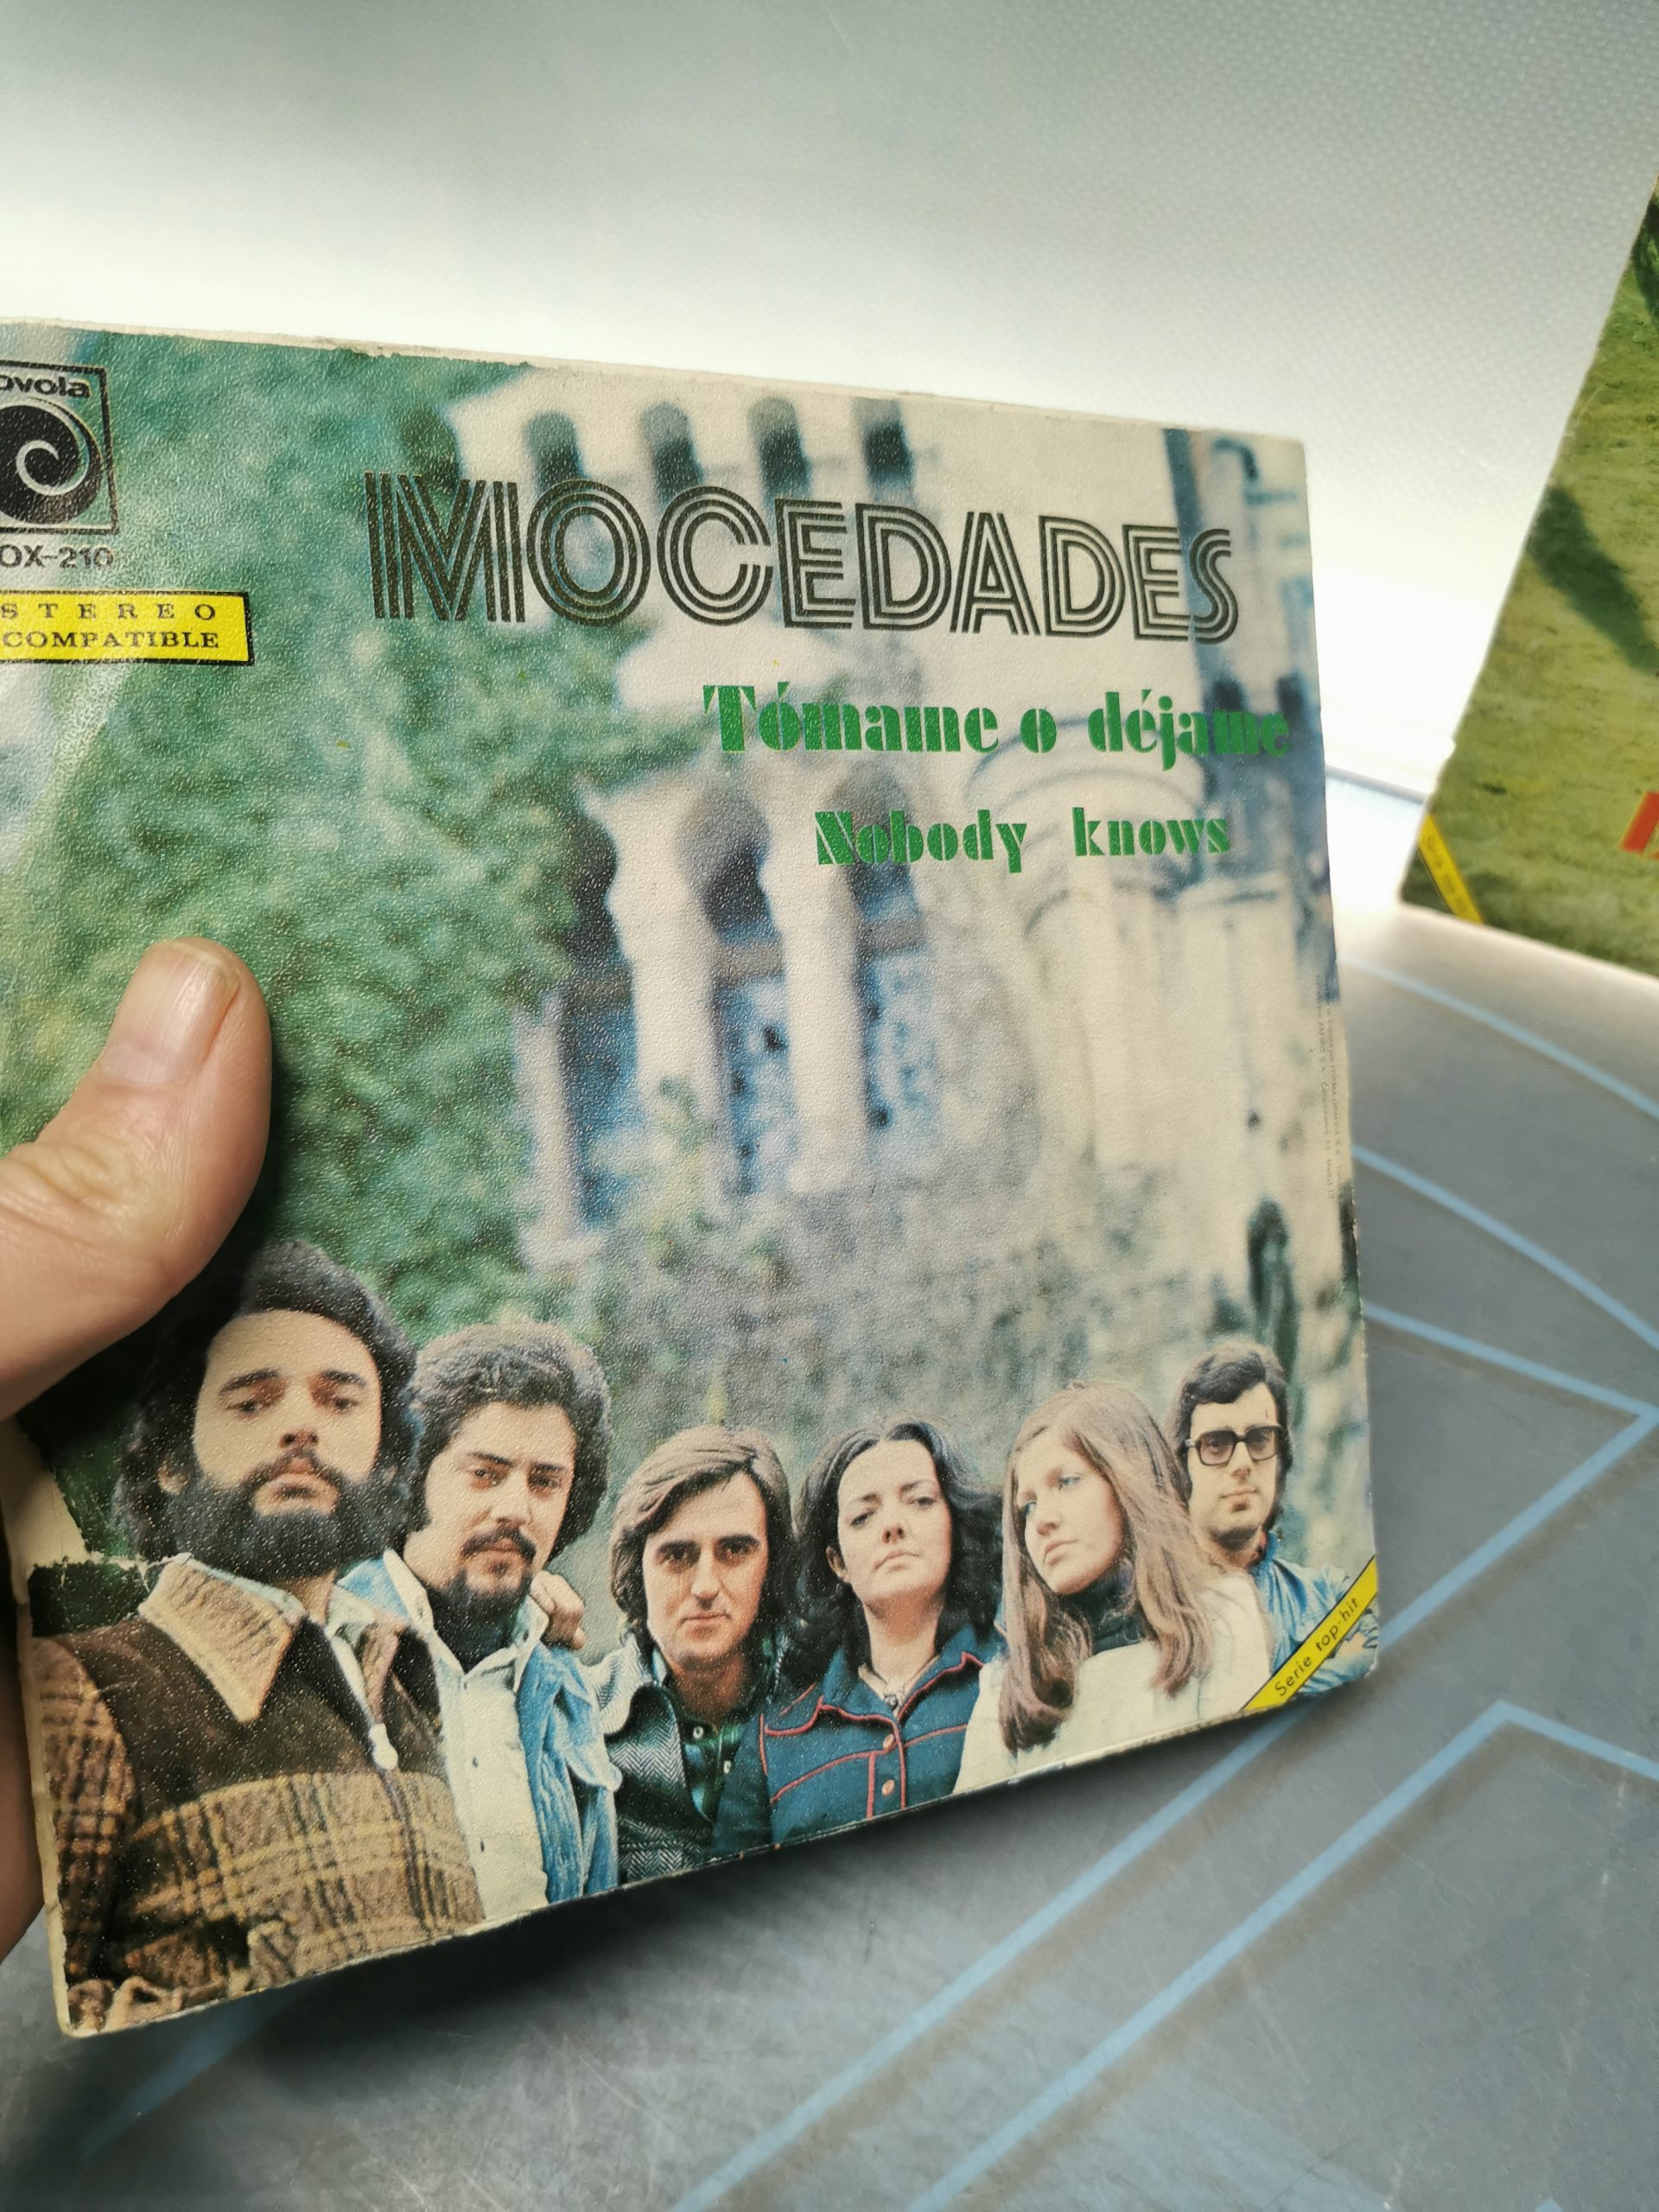 ovola
OX-210
STEREO
COMPATIBLE
MOCEDADES
Tómame o déjame
Nobody knows
Serie top-hit